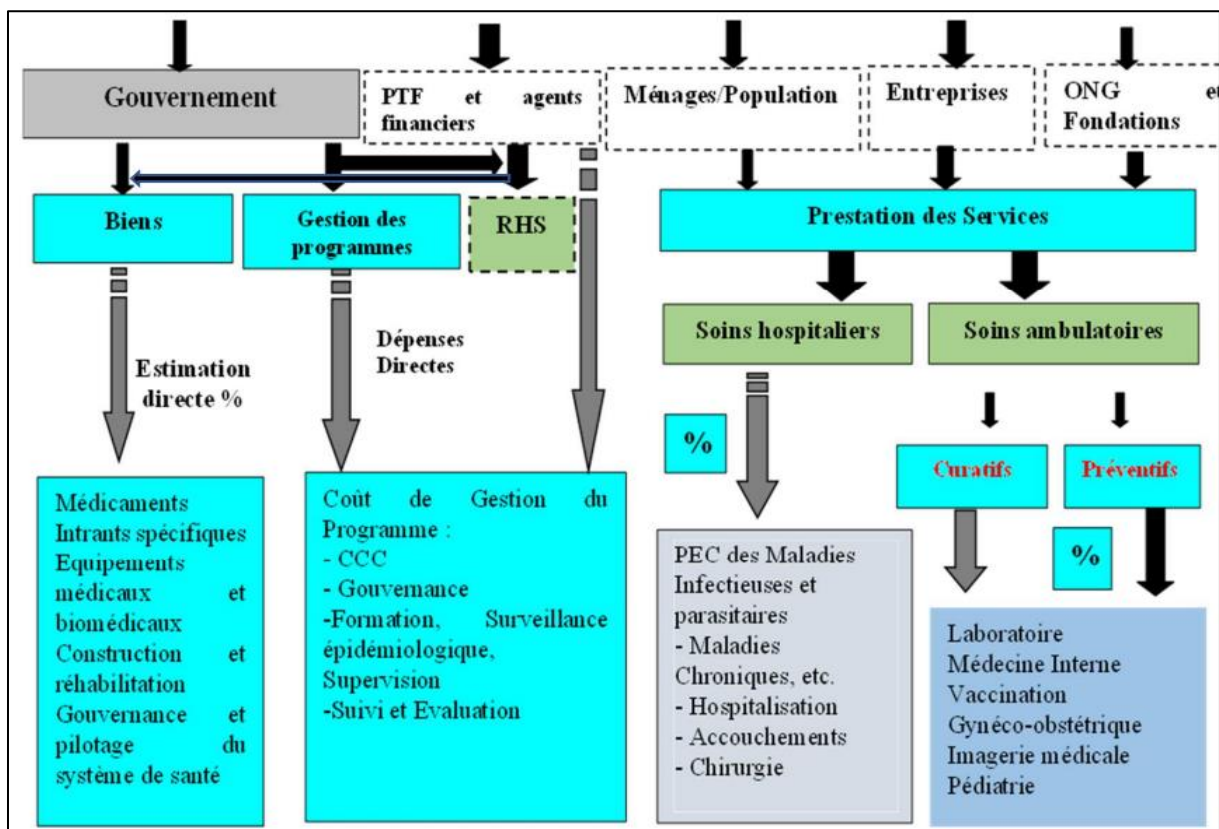 Gouvernement
PTF et agents
financiers
Ménages/Population
Entreprises
ONG et
Fondations
Biens
Gestion des
programmes
RHS
Prestation des Services
Soins hospitaliers
Soins ambulatoires
Estimation
directe %
Dépenses
Directes
%
Curatifs
Préventifs
%
Médicaments
Intrants spécifiques
Equipements
médicaux et
biomédicaux
Construction et
réhabilitation
Gouvernance et
pilotage du
système de santé
Coût de Gestion du
Programme :
- CCC
- Gouvernance
-Formation, Surveillance
épidémiologique,
Supervision
-Suivi et Evaluation
PEC des Maladies
Infectieuses et
parasitaires
- Maladies
Chroniques, etc.
- Hospitalisation
- Accouchements
- Chirurgie
Laboratoire
Médecine Interne
Vaccination
Gynéco-obstétrique
Imagerie médicale
Pédiatrie